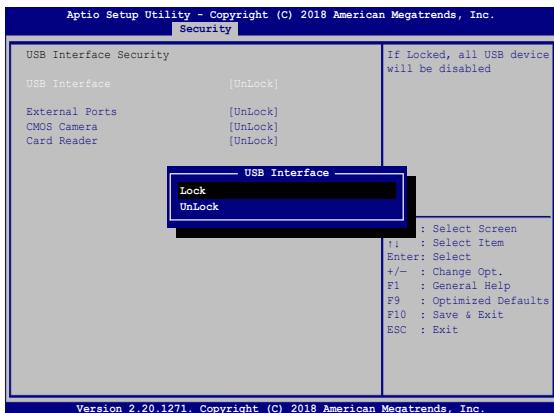 Aptio Setup Utility - Copyright (C) 2018 American Megatrends, Inc.
Security
USB Interface Security
USB Interface [UnLock]
External Ports [UnLock]
CMOS Camera [UnLock]
Card Reader [UnLock]
If Locked, all USB device
will be disabled
USB Interface
Lock
UnLock
: Select Screen
↑↓ : Select Item
Enter: Select
+/— : Change Opt.
F1 : General Help
F9 : Optimized Defaults
F10 : Save & Exit
ESC : Exit
Version 2.20.1271. Copyright (C) 2018 American Megatrends, Inc.